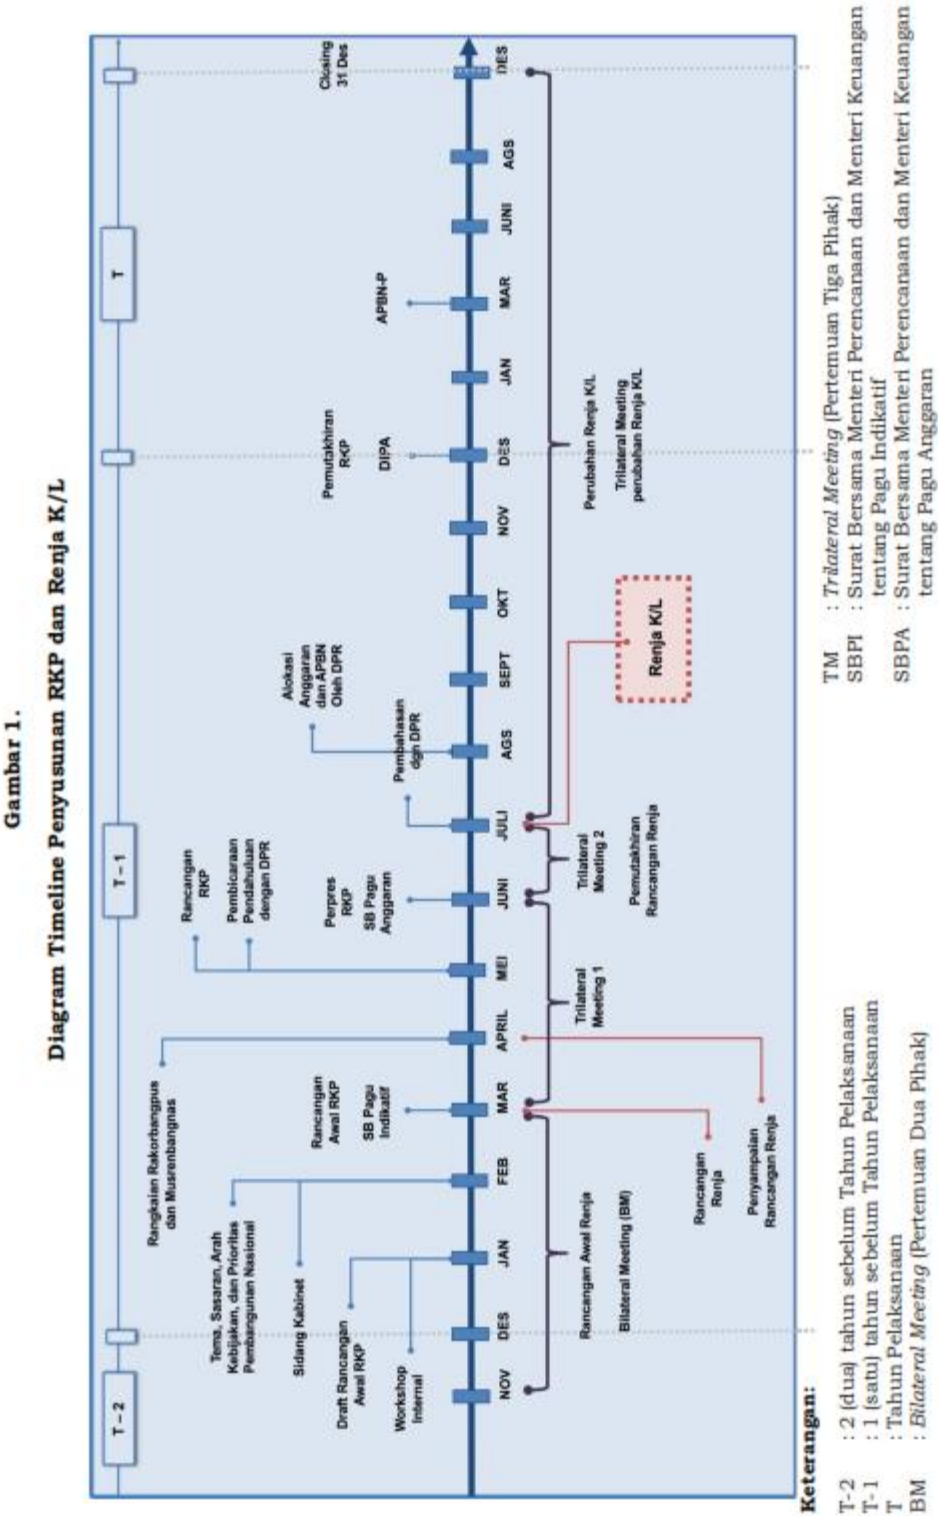 Gambar 1.
Diagram Timeline Penyusunan RKP dan Renja K/L
T – 2
T – 1
T
Tema, Sasaran, Arah
Kebijakan, dan Prioritas
Pembangunan Nasional
Sidang Kabinet
Draft Rancangan
Awal RKP
Workshop
Internal
Rangkaian Rakorbangpus
dan Musrenbangnas
Rancangan
Awal RKP
SB Pagu
Indikatif
Rancangan
RKP
Pembicaraan
Pendahuluan
dengan DPR
Perpres
RKP
SB Pagu
Anggaran
Pembahasan
dgn DPR
Alokasi
Anggaran
dan APBN
Oleh DPR
Pemutakhiran
RKP
DIPA
APBN-P
Closing
31 Des
NOV
DES
JAN
FEB
MAR
APRIL
MEI
JUNI
JULI
AGS
SEPT
OKT
NOV
DES
JAN
MAR
JUNI
AGS
DES
Rancangan Awal Renja
Bilateral Meeting (BM)
Rancangan
Renja
Penyampaian
Rancangan Renja
Trilateral
Meeting 1
Trilateral
Meeting 2
Pemutakhiran
Rancangan Renja
Renja K/L
Perubahan Renja K/L
Trilateral Meeting
perubahan Renja K/L
Keterangan:
T-2 : 2 (dua) tahun sebelum Tahun Pelaksanaan
T-1 : 1 (satu) tahun sebelum Tahun Pelaksanaan
T : Tahun Pelaksanaan
BM : Bilateral Meeting (Pertemuan Dua Pihak)
TM : Trilateral Meeting (Pertemuan Tiga Pihak)
SBPI : Surat Bersama Menteri Perencanaan dan Menteri Keuangan
tentang Pagu Indikatif
SBPA : Surat Bersama Menteri Perencanaan dan Menteri Keuangan
tentang Pagu Anggaran